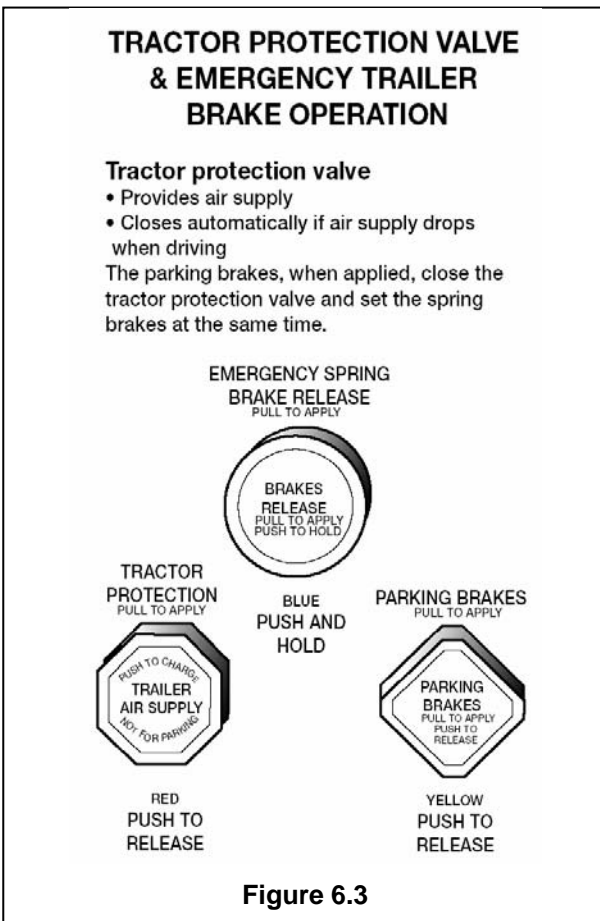 TRACTOR PROTECTION VALVE
& EMERGENCY TRAILER
BRAKE OPERATION
Tractor protection valve
• Provides air supply
• Closes automatically if air supply drops
when driving
The parking brakes, when applied, close the
tractor protection valve and set the spring
brakes at the same time.
EMERGENCY SPRING
BRAKE RELEASE
PULL TO APPLY
BRAKES
RELEASE
PULL TO APPLY
PUSH TO HOLD
BLUE
PUSH AND
HOLD
TRACTOR
PROTECTION
PULL TO APPLY
PUSH TO CHARGE
TRAILER
AIR SUPPLY
NOT FOR PARKING
RED
PUSH TO
RELEASE
PARKING BRAKES
PULL TO APPLY
PARKING
BRAKES
PULL TO APPLY
PUSH TO
RELEASE
YELLOW
PUSH TO
RELEASE
Figure 6.3